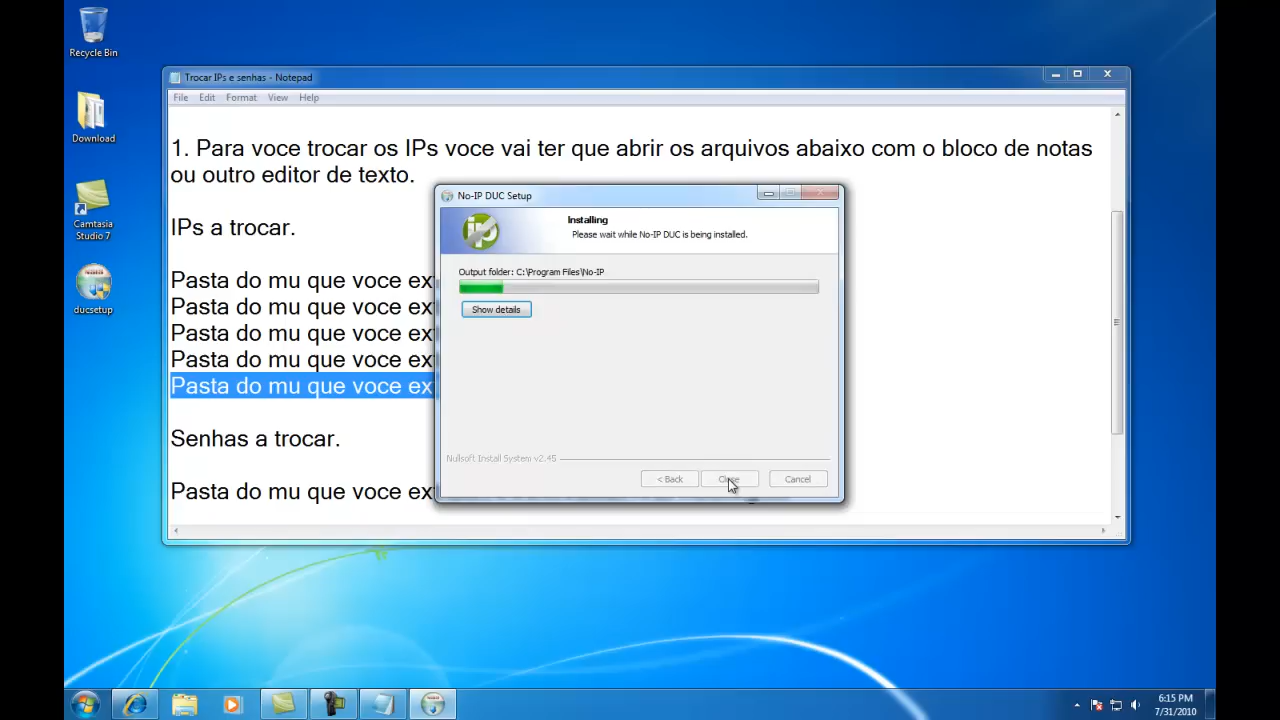 Recycle Bin
Download
Camtasia
Studio 7
ducsetup
Trocar IPs e senhas - Notepad
File Edit Format View Help
1. Para voce trocar os IPs voce vai ter que abrir os arquivos abaixo com o bloco de notas
ou outro editor de texto.
IPs a trocar.
Pasta do mu que voce ex
Pasta do mu que voce ex
Pasta do mu que voce ex
Pasta do mu que voce ex
Pasta do mu que voce ex
Senhas a trocar.
Pasta do mu que voce ex
No-IP DUC Setup
Installing
Please wait while No-IP DUC is being installed.
Output folder: C:\Program Files\No-IP
Show details
Nullsoft Install System v2.45
< Back Close Cancel
6:15 PM
7/31/2010